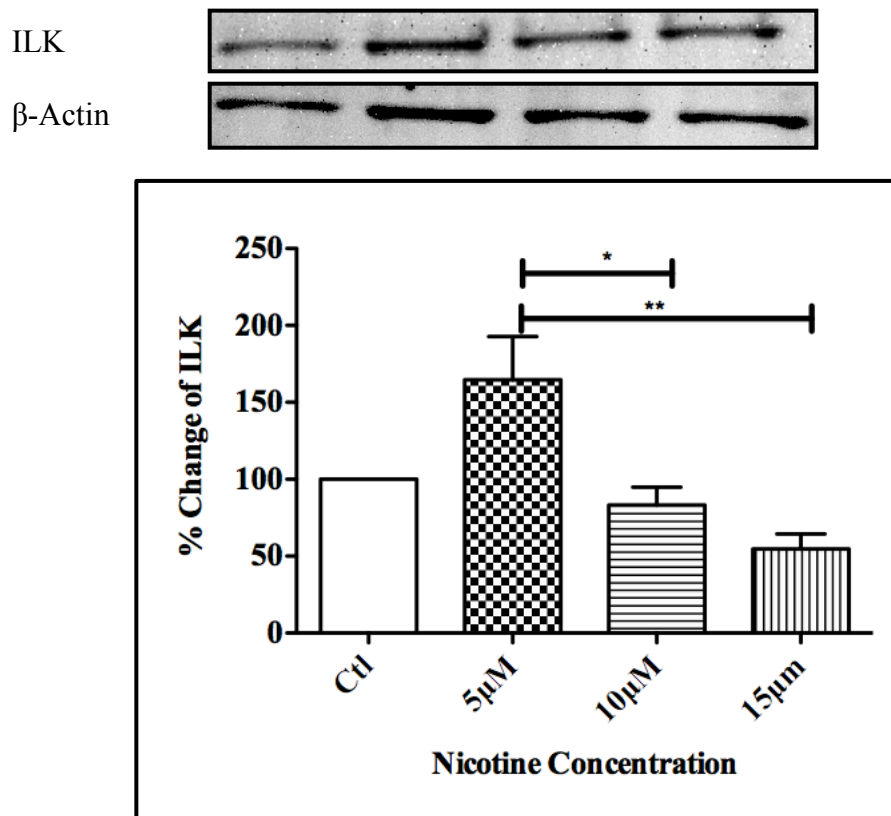 ILK
β-Actin
250
200
150
100
50
0
% Change of ILK
*
**
Ctl
5µM
10µM
15µm
Nicotine Concentration